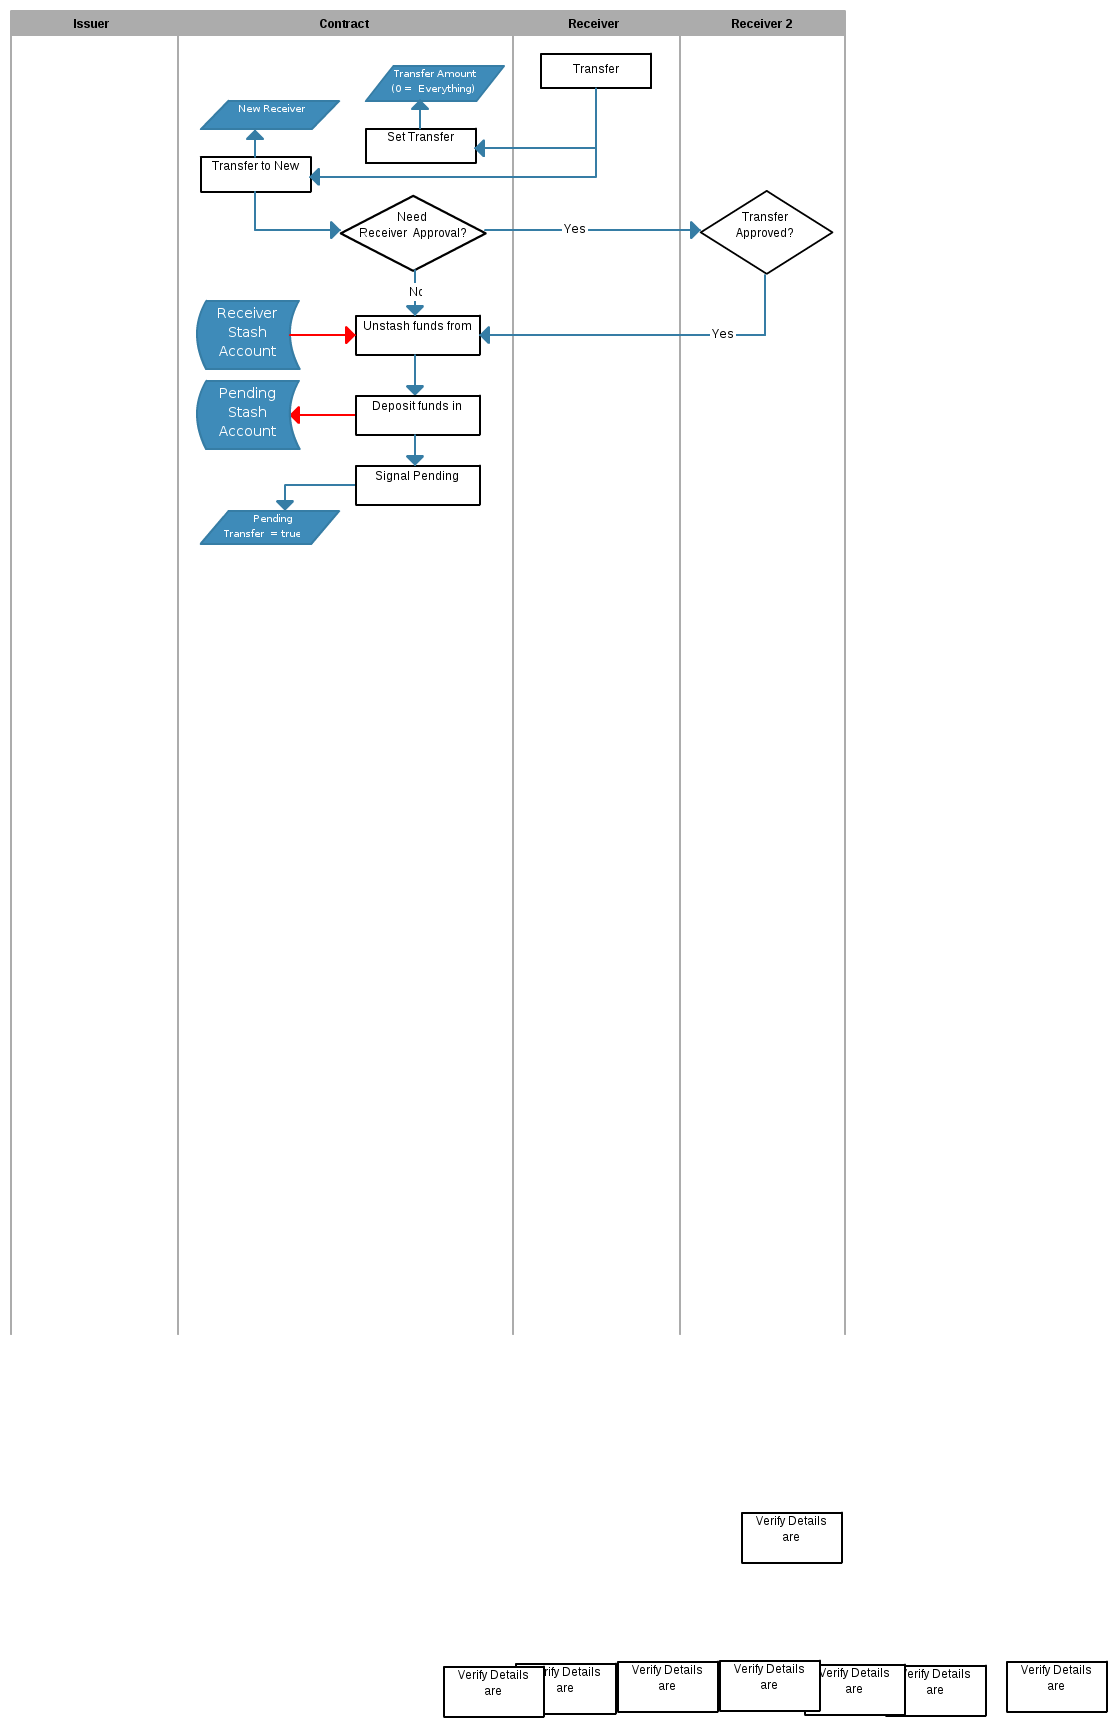 Issuer
Contract
Receiver
Receiver 2
Transfer
Transfer Amount
(0 = Everything)
New Receiver
Set Transfer
Transfer to New
Need
Receiver Approval?
Yes
Transfer
Approved?
No
Receiver
Stash
Account
Unstash funds from
Yes
Pending
Stash
Account
Deposit funds in
Signal Pending
Pending
Transfer = true
Verify Details
are
Verify Details
are
rify Details
are
Verify Details
are
Verify Details
are
Verify Details
are
erify Details
are
Verify Details
are